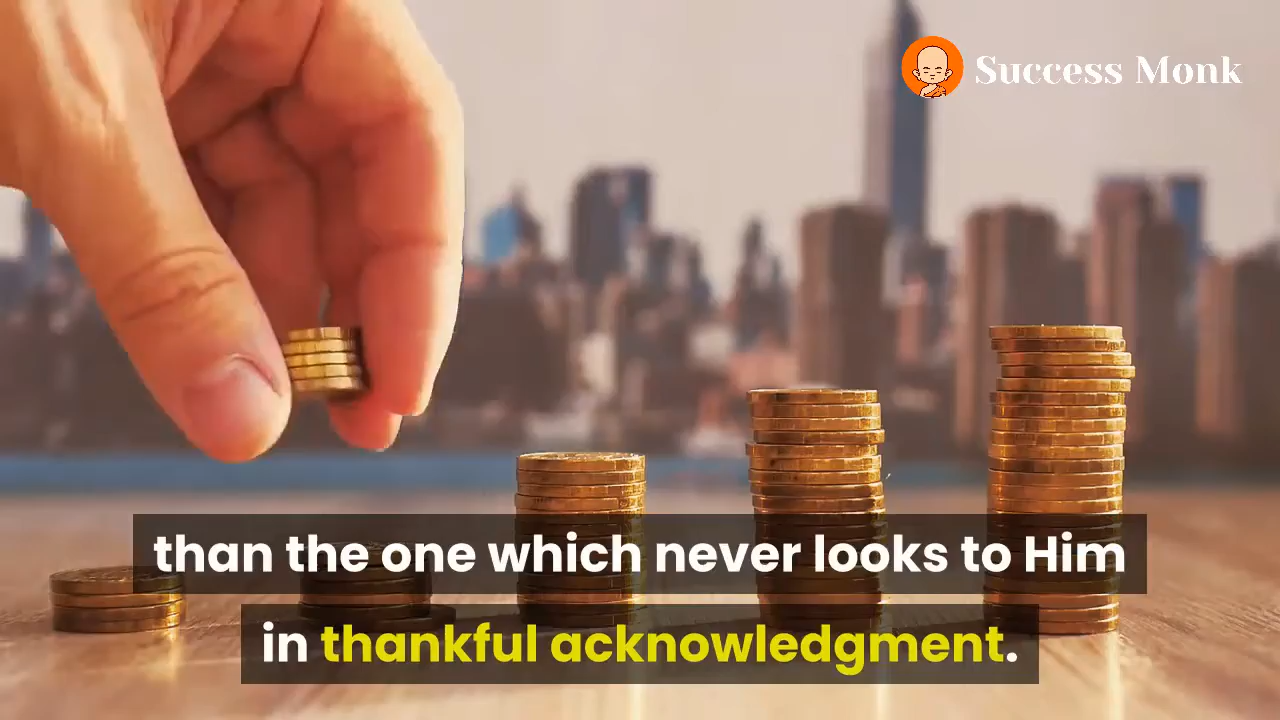 Success Monk
than the one which never looks to Him
in thankful acknowledgment.